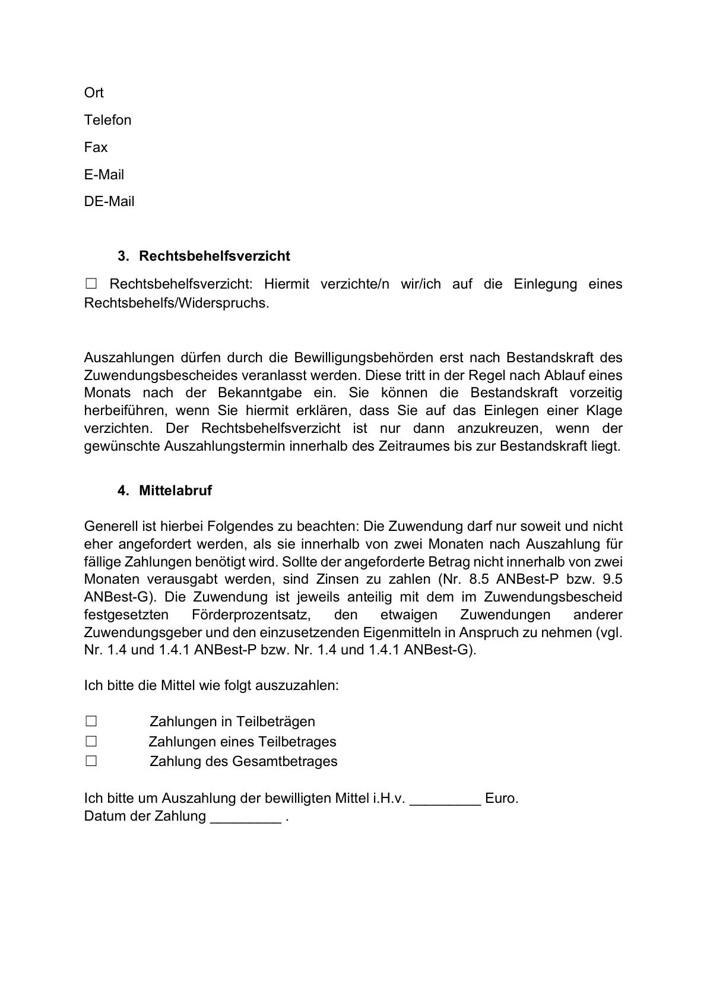 Ort
Telefon
Fax
E-Mail
DE-Mail
3. Rechtsbehelfsverzicht
☐ Rechtsbehelfsverzicht: Hiermit verzichte/n wir/ich auf die Einlegung eines
Rechtsbehelfs/Widerspruchs.
Auszahlungen dürfen durch die Bewilligungsbehörden erst nach Bestandskraft des
Zuwendungsbescheides veranlasst werden. Diese tritt in der Regel nach Ablauf eines
Monats nach der Bekanntgabe ein. Sie können die Bestandskraft vorzeitig
herbeiführen, wenn Sie hiermit erklären, dass Sie auf das Einlegen einer Klage
verzichten. Der Rechtsbehelfsverzicht ist nur dann anzukreuzen, wenn der
gewünschte Auszahlungstermin innerhalb des Zeitraumes bis zur Bestandskraft liegt.
4. Mittelabruf
Generell ist hierbei Folgendes zu beachten: Die Zuwendung darf nur soweit und nicht
eher angefordert werden, als sie innerhalb von zwei Monaten nach Auszahlung für
fällige Zahlungen benötigt wird. Sollte der angeforderte Betrag nicht innerhalb von zwei
Monaten verausgabt werden, sind Zinsen zu zahlen (Nr. 8.5 ANBest-P bzw. 9.5
ANBest-G). Die Zuwendung ist jeweils anteilig mit dem im Zuwendungsbescheid
festgesetzten Förderprozentsatz, den etwaigen Zuwendungen anderer
Zuwendungsgeber und den einzusetzenden Eigenmitteln in Anspruch zu nehmen (vgl.
Nr. 1.4 und 1.4.1 ANBest-P bzw. Nr. 1.4 und 1.4.1 ANBest-G).
Ich bitte die Mittel wie folgt auszuzahlen:
☐ Zahlungen in Teilbeträgen
☐ Zahlungen eines Teilbetrages
☐ Zahlung des Gesamtbetrages
Ich bitte um Auszahlung der bewilligten Mittel i.H.v. _________ Euro.
Datum der Zahlung _________ .